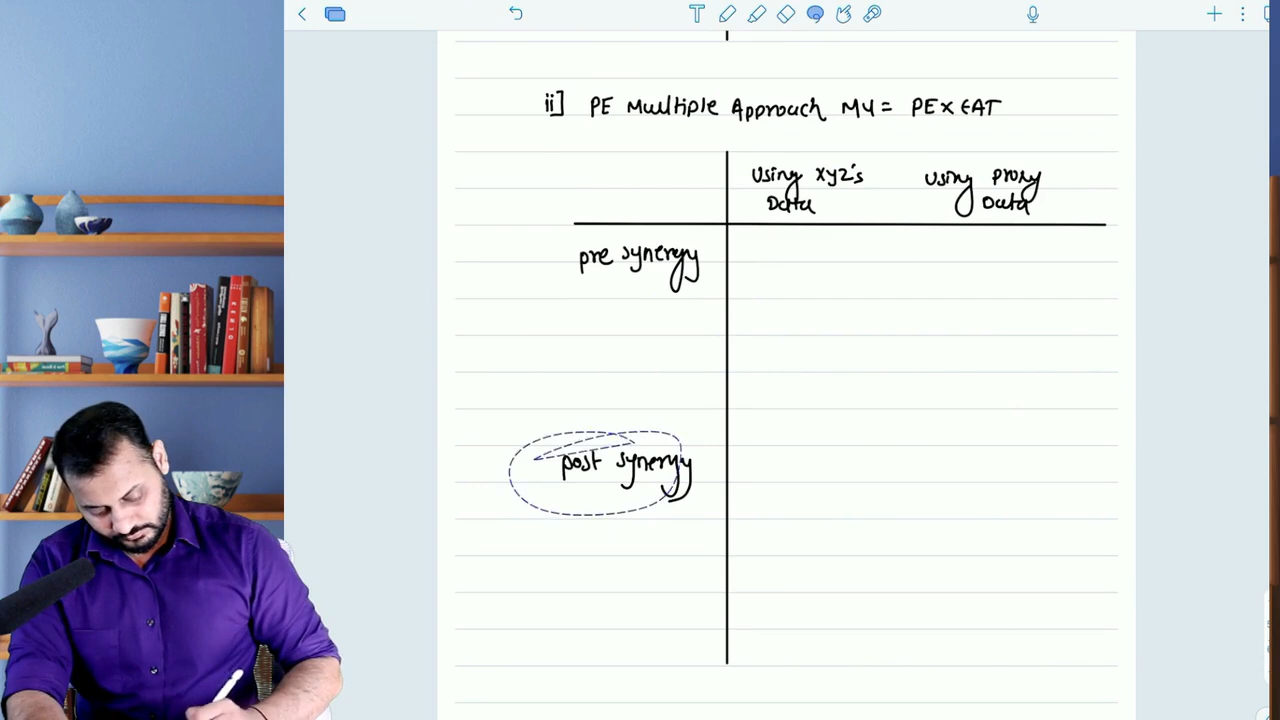 ii] PE Multiple Approach MV = PE x EAT
Using XYZ's Data
Using Proxy Data
pre synergy
post synergy